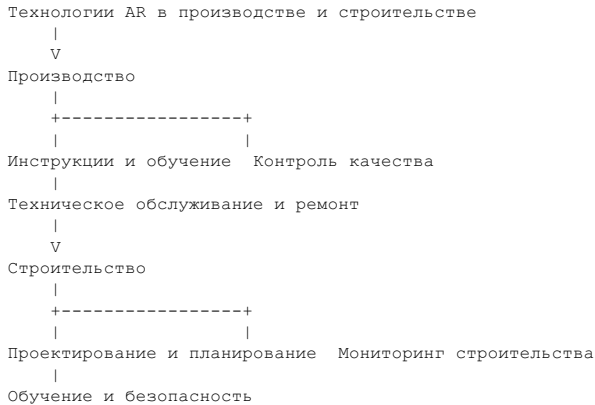 Технологии AR в производстве и строительстве
|
V
Производство
|
+-----------------+
|                 |
Инструкции и обучение  Контроль качества
|
Техническое обслуживание и ремонт
|
V
Строительство
|
+-----------------+
|                 |
Проектирование и планирование  Мониторинг строительства
|
Обучение и безопасность